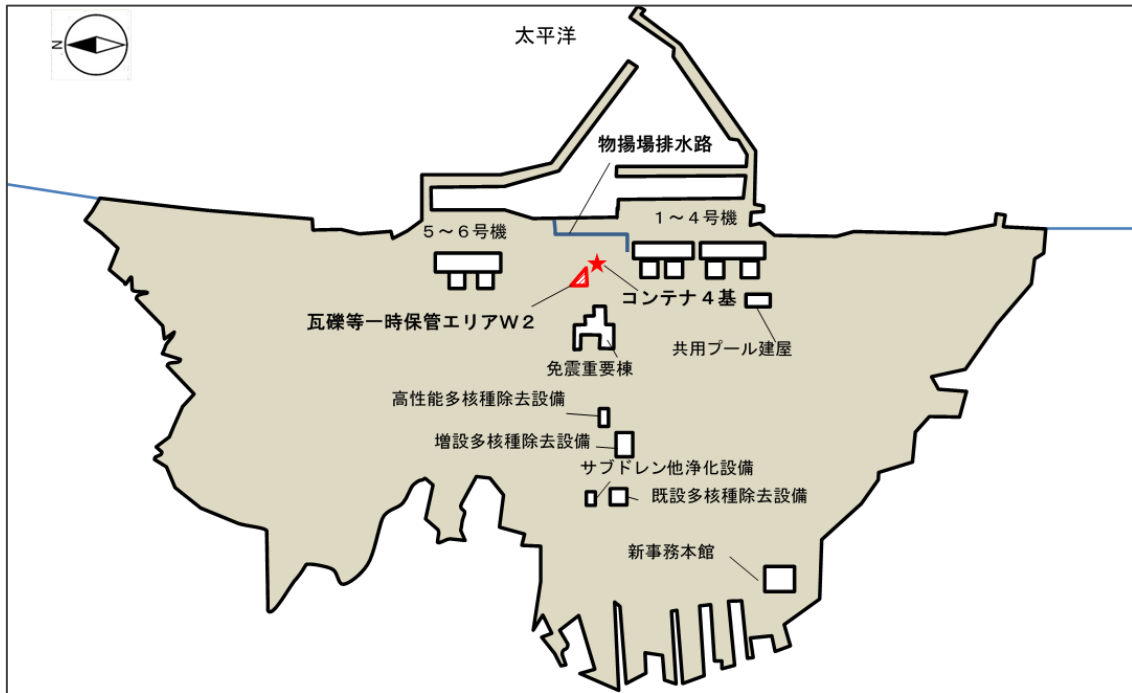 N
太平洋
物揚場排水路
１～４号機
５～６号機
コンテナ４基
瓦礫等一時保管エリアＷ２
共用プール建屋
免震重要棟
高性能多核種除去設備
増設多核種除去設備
サブドレン他浄化設備
既設多核種除去設備
新事務本館